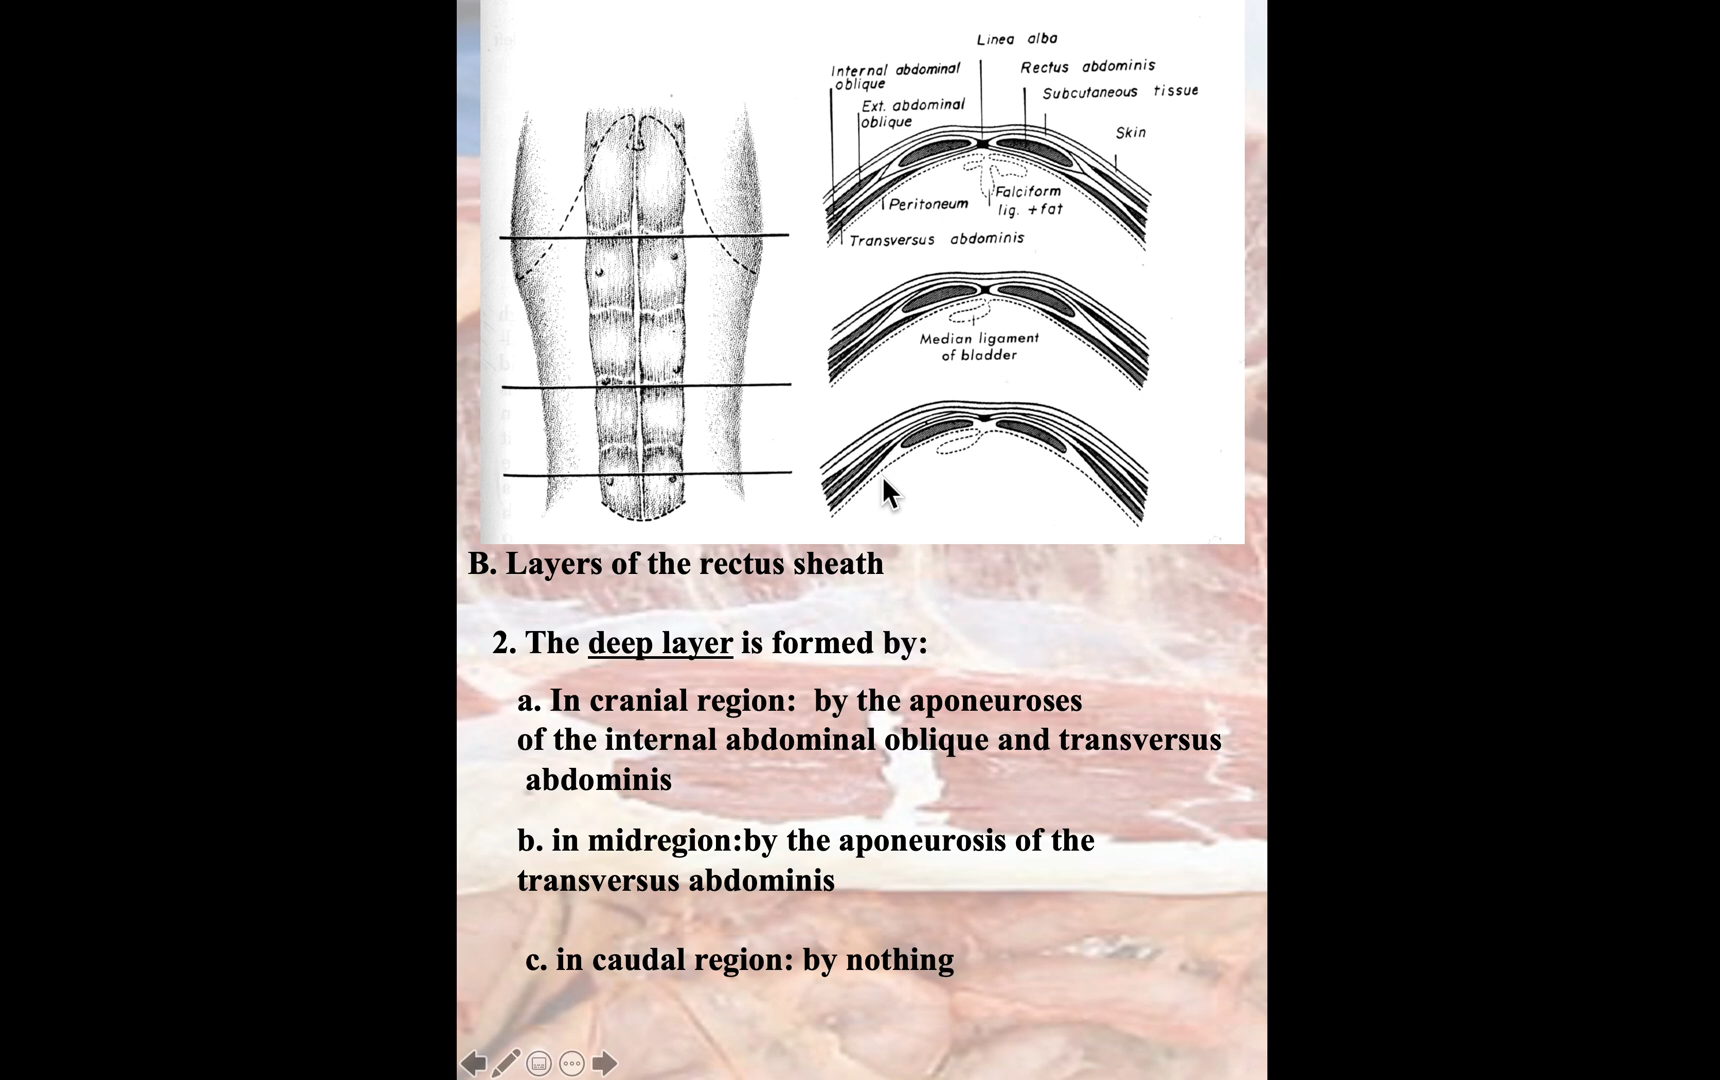 Linea alba
Internal abdominal
oblique
Rectus abdominis
Subcutaneous tissue
Ext. abdominal
oblique
Skin
Peritoneum
Falciform
lig. + fat
Transversus abdominis
Median ligament
of bladder
B. Layers of the rectus sheath
2. The deep layer is formed by:
a. In cranial region: by the aponeuroses
of the internal abdominal oblique and transversus
abdominis
b. in midregion:by the aponeurosis of the
transversus abdominis
c. in caudal region: by nothing